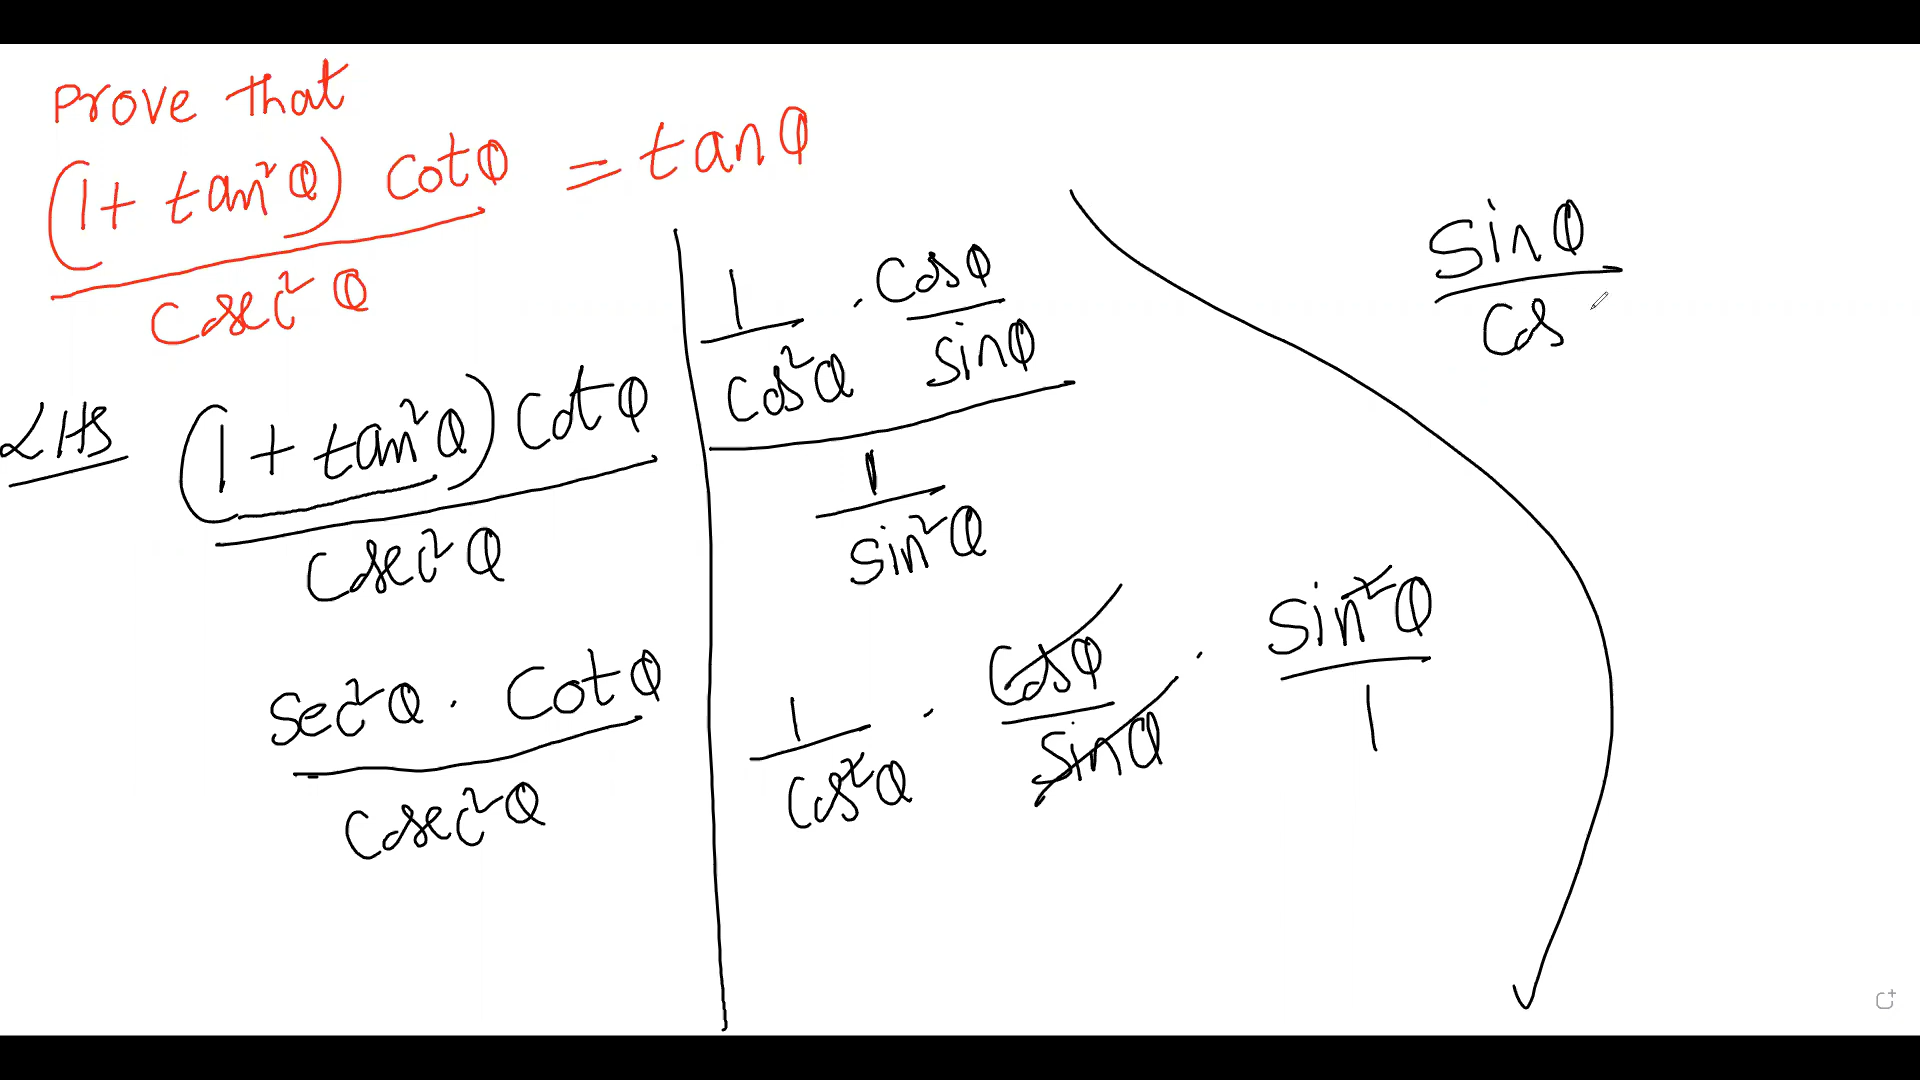 Prove that
(1 + tan²θ) cotθ / cosec²θ = tanθ
LHS (1 + tan²θ) cotθ / cosec²θ
sec²θ . cotθ / cosec²θ
1/cos²θ . cosθ/sinθ
1/sin²θ
1/cos²θ . cosθ/sinθ . sin²θ/1
sinθ/cos